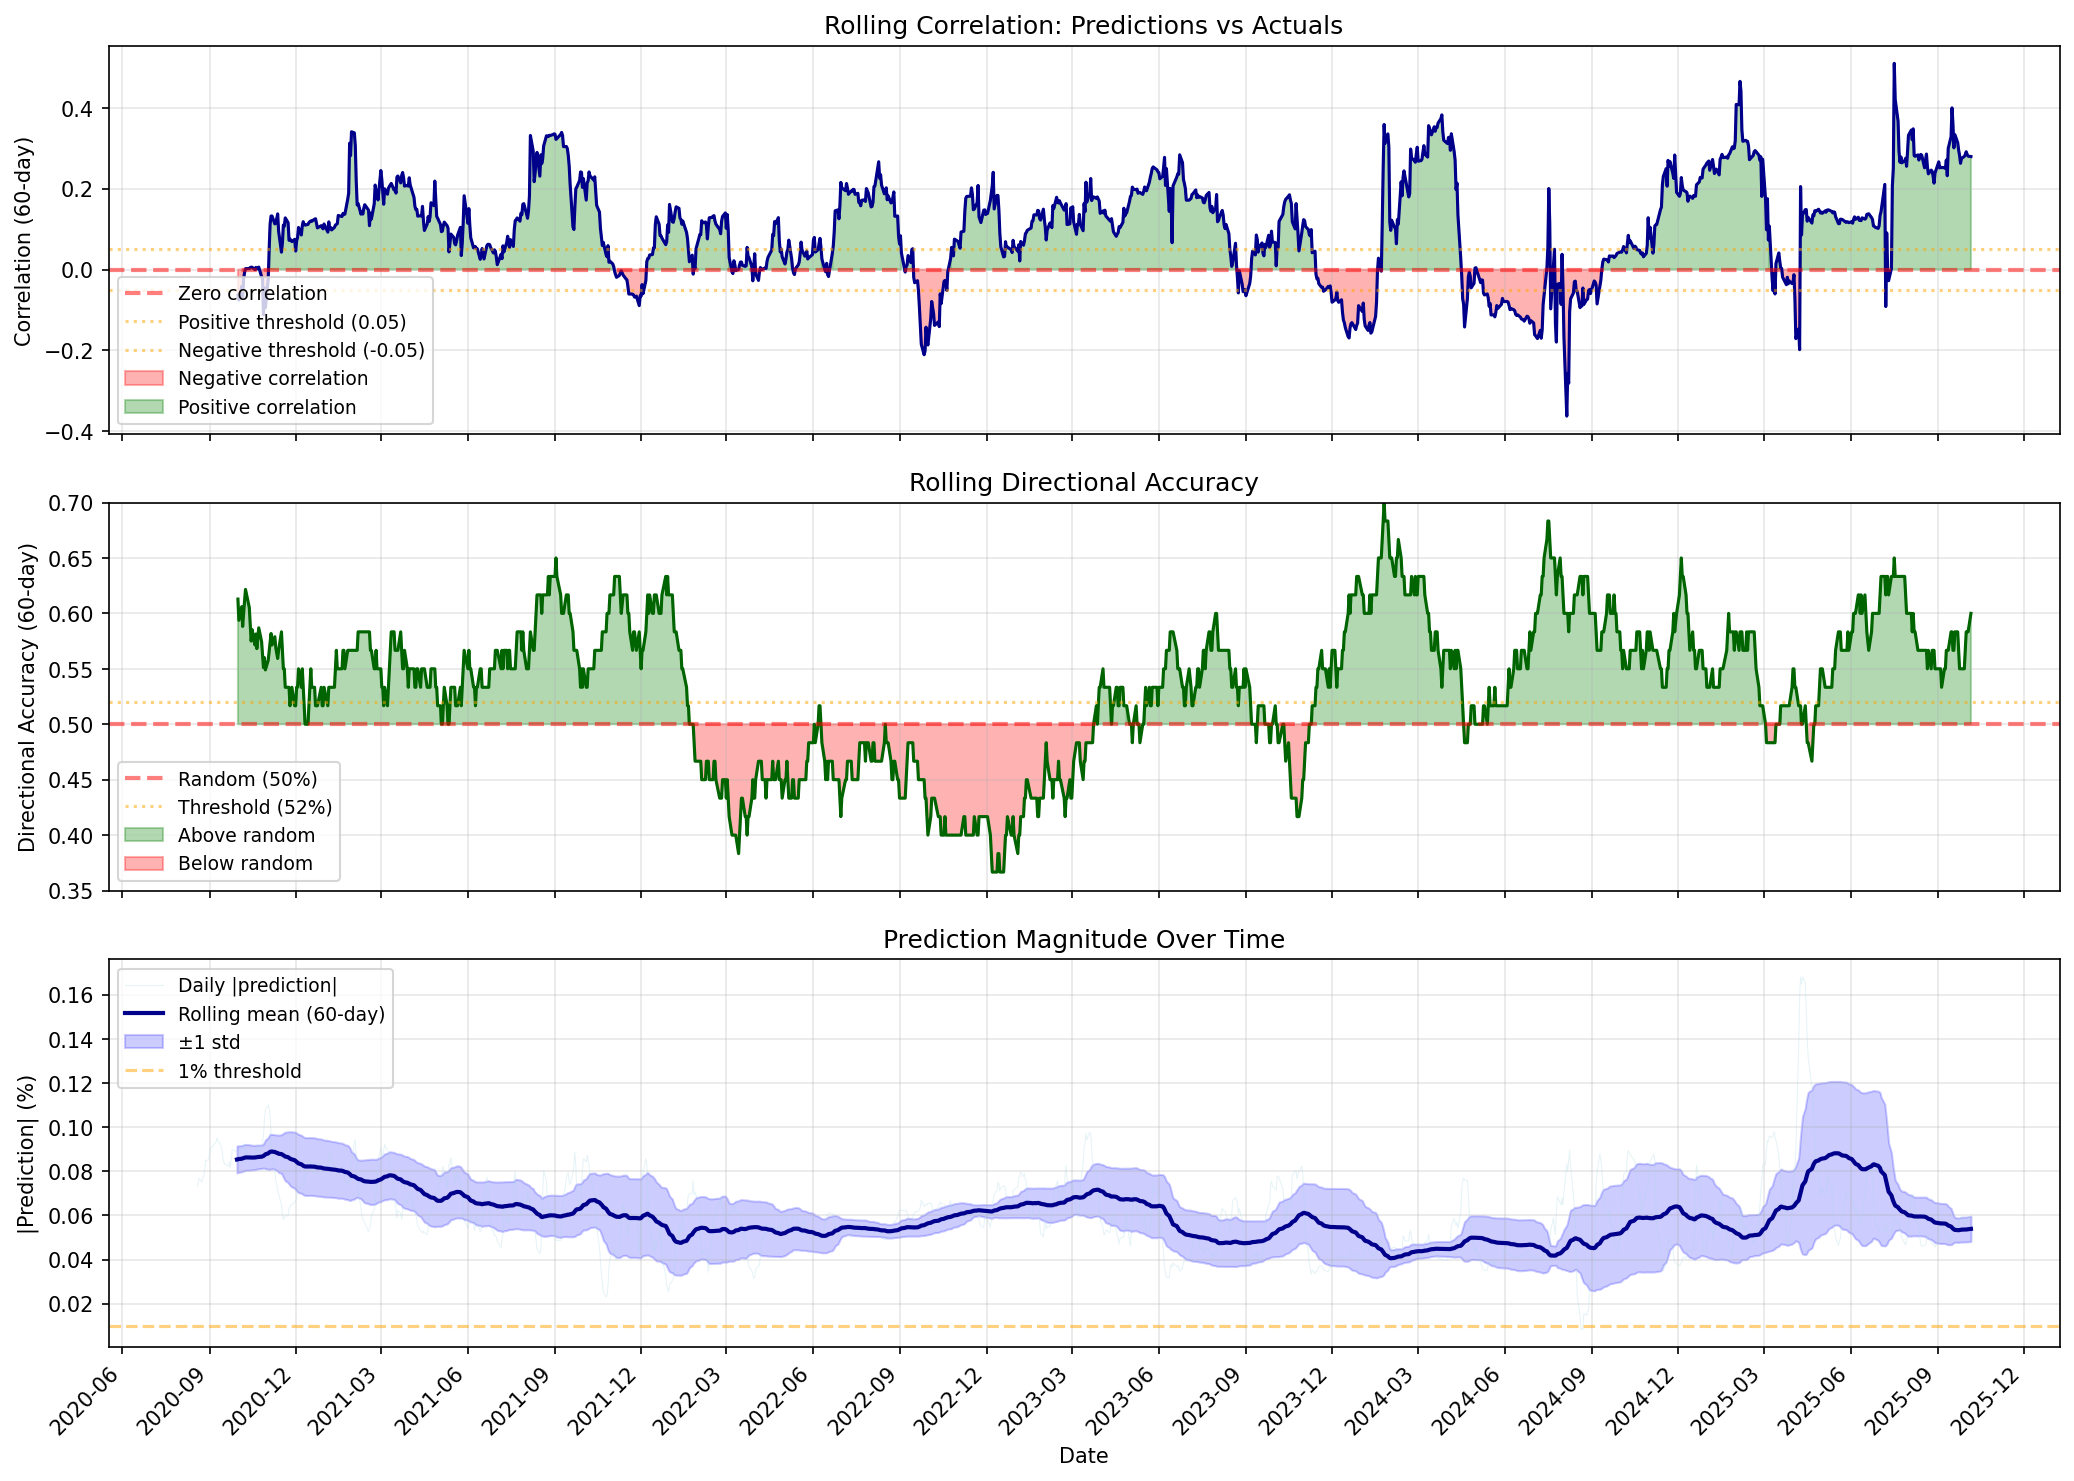 Rolling Correlation: Predictions vs Actuals
Correlation (60-day)
0.4
0.2
0.0
−0.2
−0.4
Zero correlation
Positive threshold (0.05)
Negative threshold (-0.05)
Negative correlation
Positive correlation
Rolling Directional Accuracy
Directional Accuracy (60-day)
0.70
0.65
0.60
0.55
0.50
0.45
0.40
0.35
Random (50%)
Threshold (52%)
Above random
Below random
Prediction Magnitude Over Time
|Prediction| (%)
0.16
0.14
0.12
0.10
0.08
0.06
0.04
0.02
Daily |prediction|
Rolling mean (60-day)
±1 std
1% threshold
2020-06
2020-09
2020-12
2021-03
2021-06
2021-09
2021-12
2022-03
2022-06
2022-09
2022-12
2023-03
2023-06
2023-09
2023-12
2024-03
2024-06
2024-09
2024-12
2025-03
2025-06
2025-09
2025-12
Date